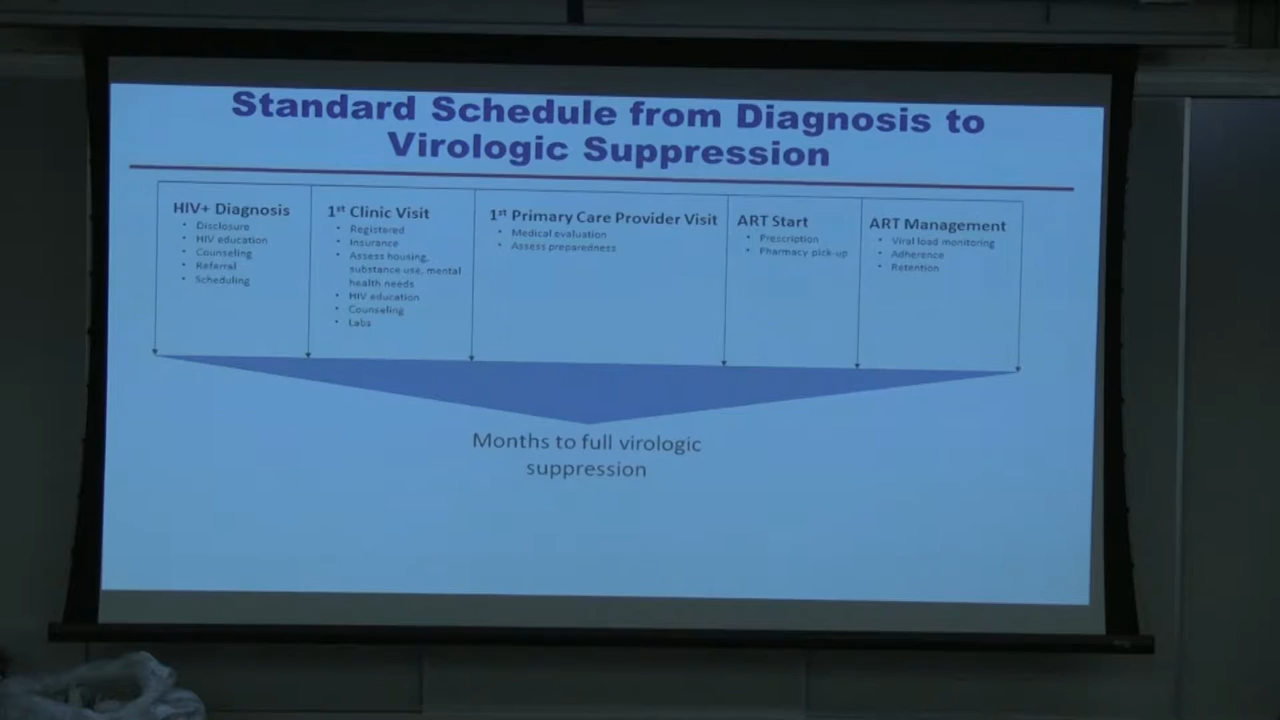 Standard Schedule from Diagnosis to
Virologic Suppression
HIV+ Diagnosis
• Disclosure
• HIV education
• Counseling
• Referral
• Scheduling
1st Clinic Visit
• Registered
• Insurance
• Assess housing,
substance use, mental
health needs
• HIV education
• Counseling
• Labs
1st Primary Care Provider Visit
• Medical evaluation
• Assess preparedness
ART Start
• Prescription
• Pharmacy pick-up
ART Management
• Viral load monitoring
• Adherence
• Retention
Months to full virologic
suppression